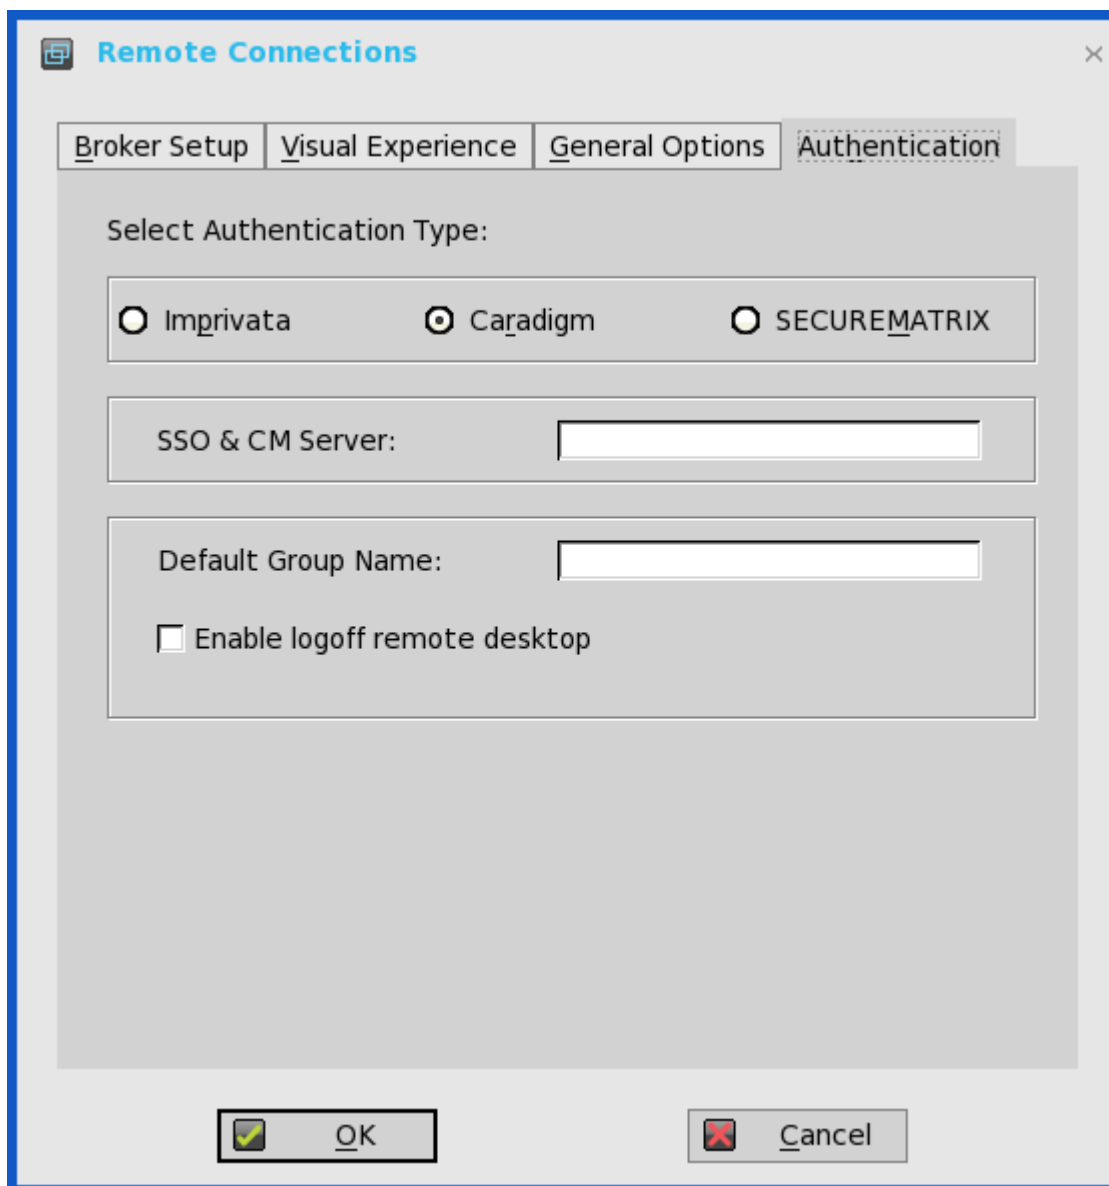 Remote Connections
Broker Setup Visual Experience General Options Authentication
Select Authentication Type:
Imprivata Caradigm SECUREMATRIX
SSO & CM Server:
Default Group Name:
Enable logoff remote desktop
OK Cancel